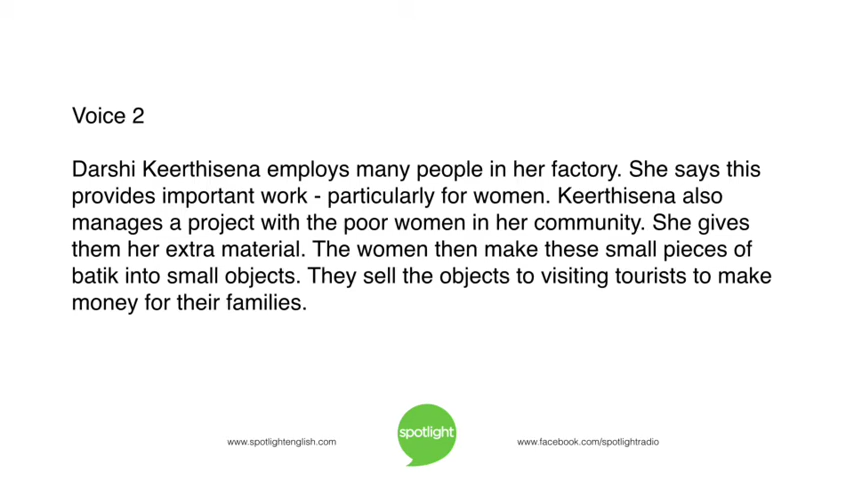 Voice 2
Darshi Keerthisena employs many people in her factory. She says this
provides important work - particularly for women. Keerthisena also
manages a project with the poor women in her community. She gives
them her extra material. The women then make these small pieces of
batik into small objects. They sell the objects to visiting tourists to make
money for their families.
www.spotlightenglish.com
spotlight
www.facebook.com/spotlightradio